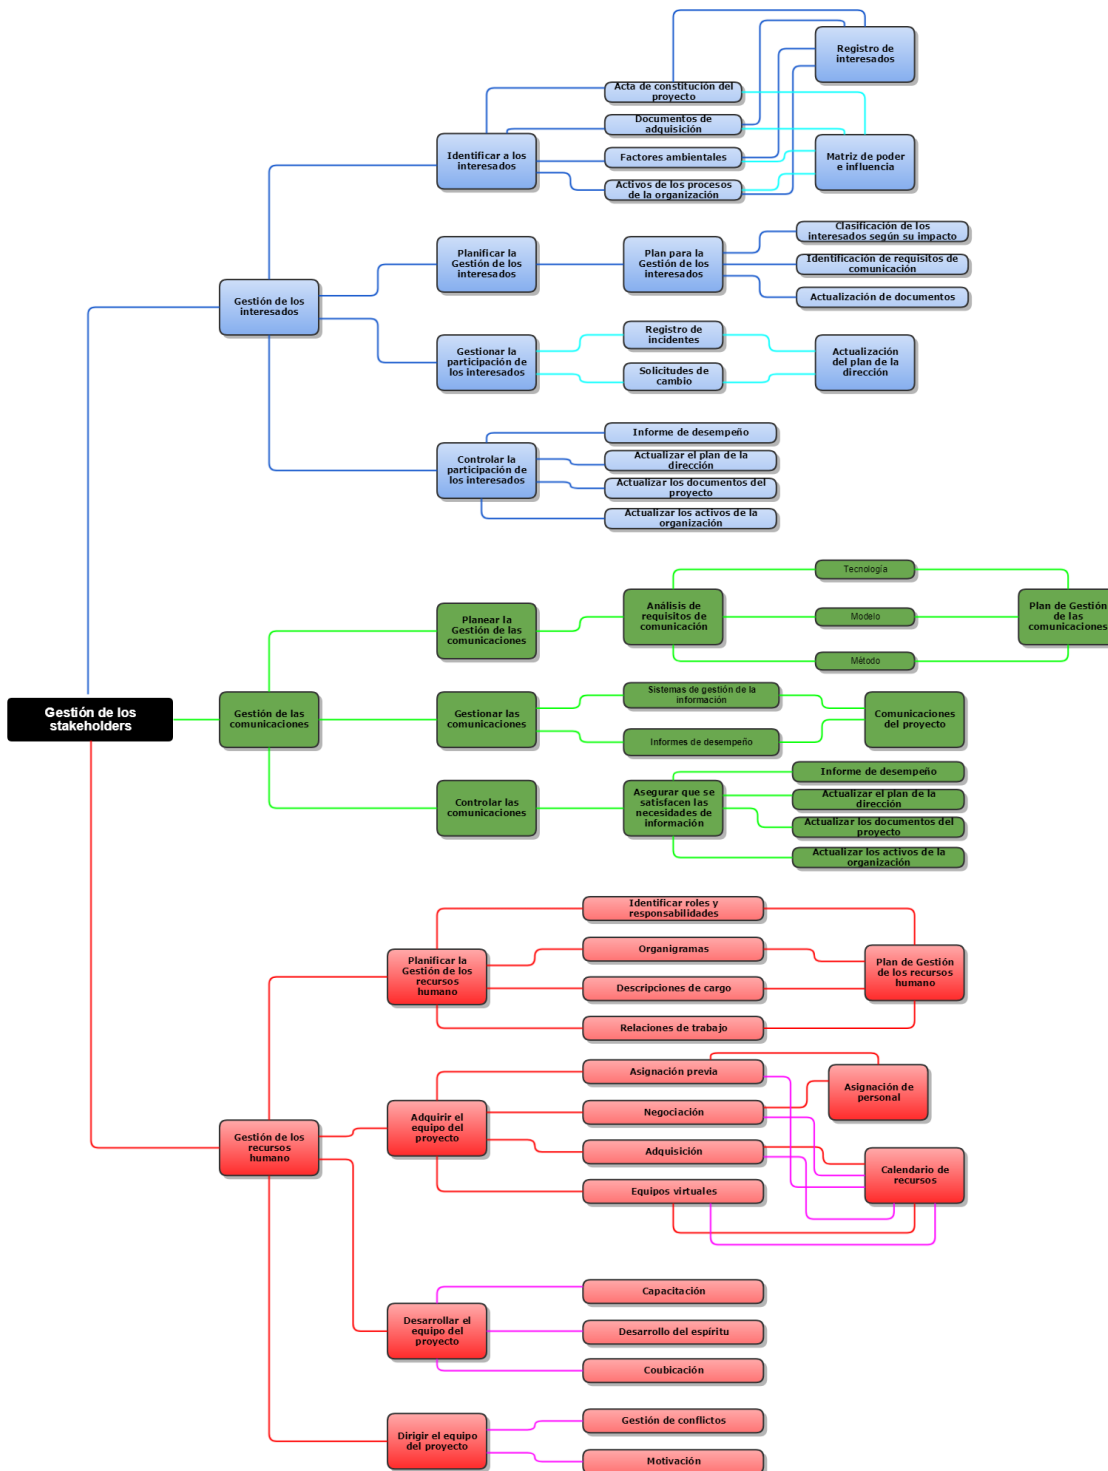 Registro de
interesados
Acta de constitución del
proyecto
Documentos de
adquisición
Identificar a los
interesados
Factores ambientales
Matriz de poder
e influencia
Activos de los procesos
de la organización
Clasificación de los
interesados según su impacto
Planificar la
Gestión de los
interesados
Plan para la
Gestión de los
interesados
Identificación de requisitos de
comunicación
Actualización de documentos
Gestión de los
interesados
Registro de
incidentes
Gestionar la
participación de
los interesados
Actualización
del plan de la
dirección
Solicitudes de
cambio
Informe de desempeño
Controlar la
participación de
los interesados
Actualizar el plan de la
dirección
Actualizar los documentos del
proyecto
Actualizar los activos de la
organización
Tecnología
Planear la
Gestión de las
comunicaciones
Análisis de
requisitos de
comunicación
Modelo
Plan de Gestión
de las
comunicaciones
Método
Gestión de los
stakeholders
Gestión de las
comunicaciones
Gestionar las
comunicaciones
Sistemas de gestión de la
información
Informes de desempeño
Comunicaciones
del proyecto
Controlar las
comunicaciones
Asegurar que se
satisfacen las
necesidades de
información
Informe de desempeño
Actualizar el plan de la
dirección
Actualizar los documentos del
proyecto
Actualizar los activos de la
organización
Identificar roles y
responsabilidades
Planificar la
Gestión de los
recursos
humano
Organigramas
Descripciones de cargo
Relaciones de trabajo
Plan de Gestión
de los recursos
humano
Gestión de los
recursos
humano
Adquirir el
equipo del
proyecto
Asignación previa
Negociación
Adquisición
Equipos virtuales
Asignación de
personal
Calendario de
recursos
Desarrollar el
equipo del
proyecto
Capacitación
Desarrollo del espíritu
Coubicación
Dirigir el equipo
del proyecto
Gestión de conflictos
Motivación